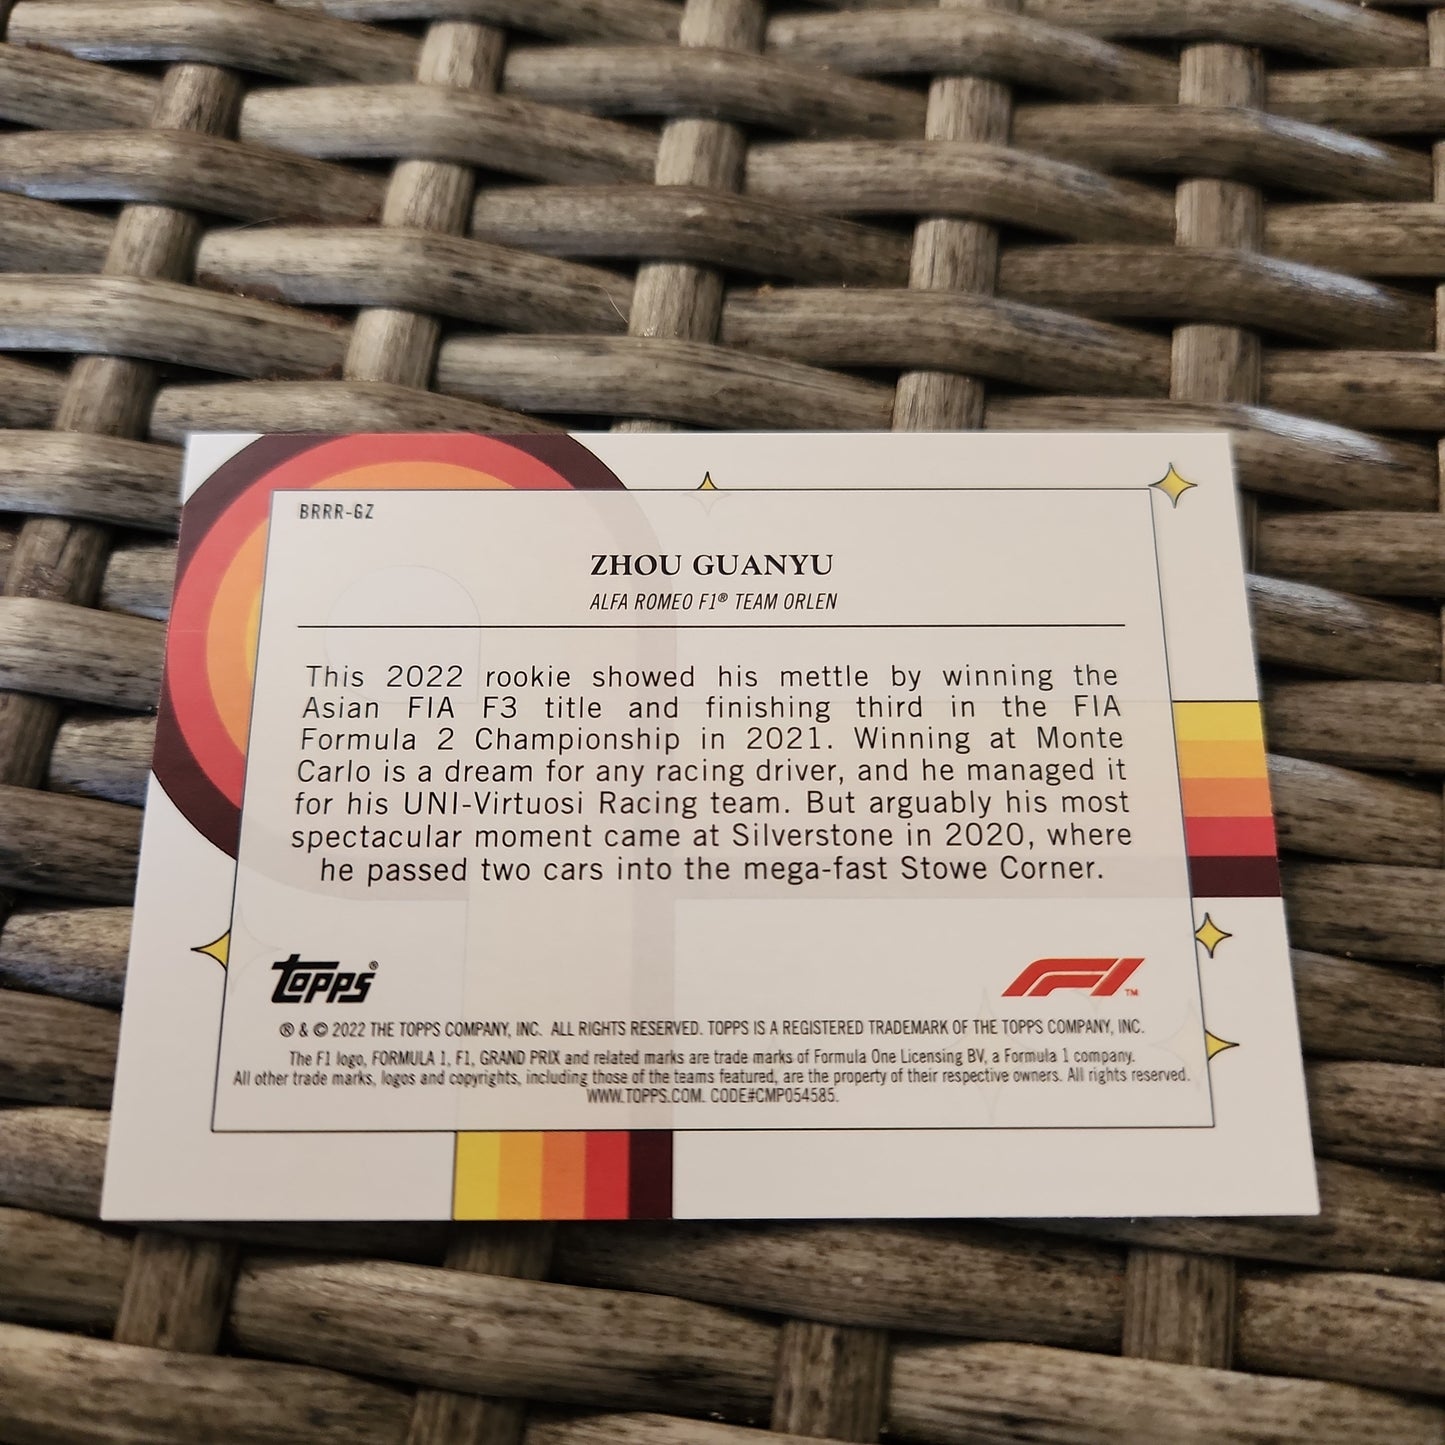 BRRR-GZ
ZHOU GUANYU
ALFA ROMEO F1® TEAM ORLEN
This 2022 rookie showed his mettle by winning the
Asian FIA F3 title and finishing third in the FIA
Formula 2 Championship in 2021. Winning at Monte
Carlo is a dream for any racing driver, and he managed it
for his UNI-Virtuosi Racing team. But arguably his most
spectacular moment came at Silverstone in 2020, where
he passed two cars into the mega-fast Stowe Corner.
Topps®
F1™
® & © 2022 THE TOPPS COMPANY, INC. ALL RIGHTS RESERVED. TOPPS IS A REGISTERED TRADEMARK OF THE TOPPS COMPANY, INC.
The F1 logo, FORMULA 1, F1, GRAND PRIX and related marks are trade marks of Formula One Licensing BV, a Formula 1 company.
All other trade marks, logos and copyrights, including those of the teams featured, are the property of their respective owners. All rights reserved.
WWW.TOPPS.COM. CODE#CMP054585.